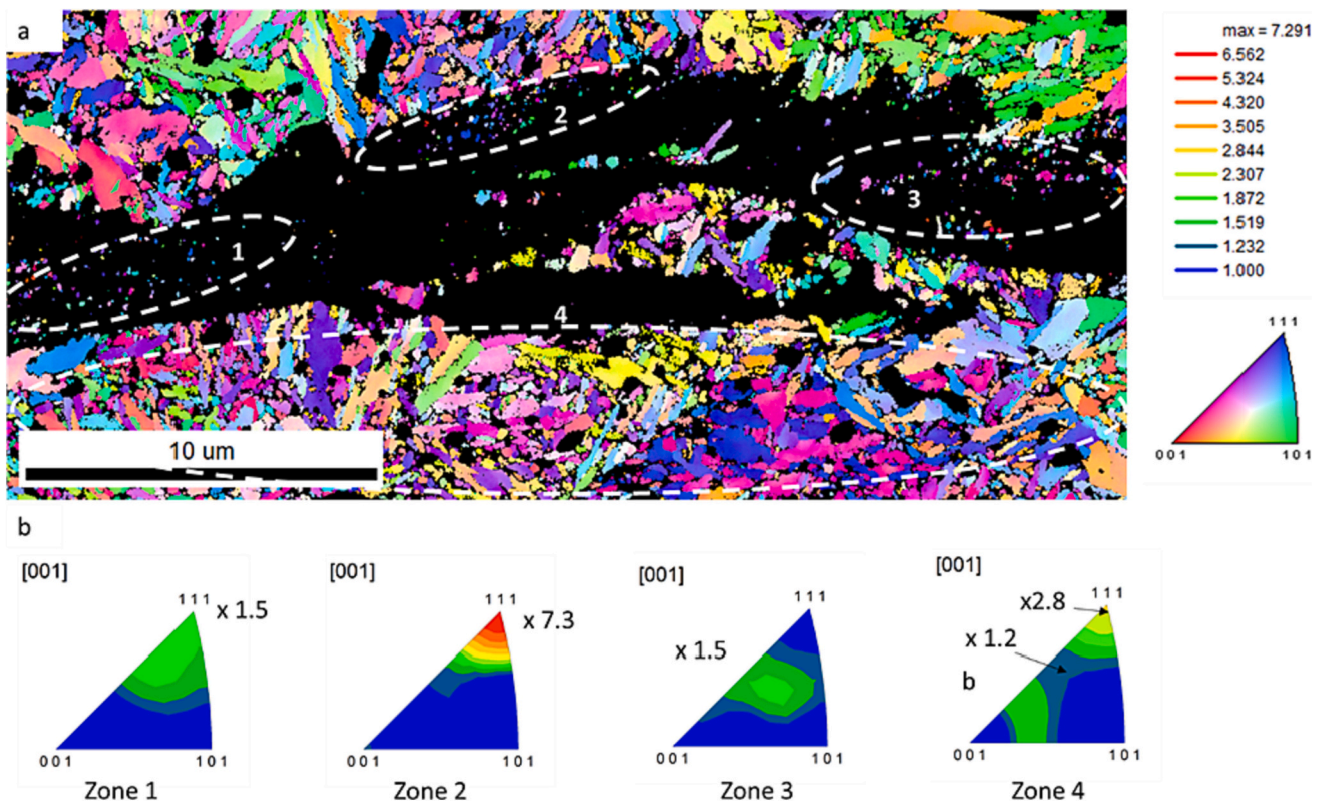 a
1
2
3
4
10 um
max = 7.291
6.562
5.324
4.320
3.505
2.844
2.307
1.872
1.519
1.232
1.000
1 1 1
0 0 1
1 0 1
b
[001]
1 1 1
x 1.5
0 0 1
1 0 1
Zone 1
[001]
1 1 1
x 7.3
0 0 1
1 0 1
Zone 2
[001]
1 1 1
x 1.5
0 0 1
1 0 1
Zone 3
[001]
1 1 1
x2.8
x 1.2
b
0 0 1
1 0 1
Zone 4